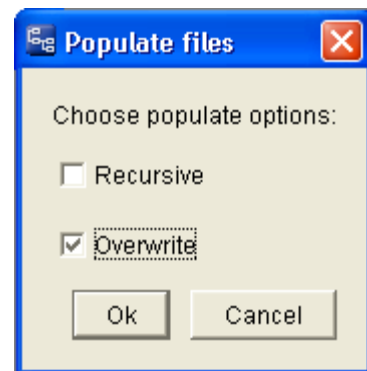 Populate files
Choose populate options:
Recursive
Overwrite
Ok Cancel